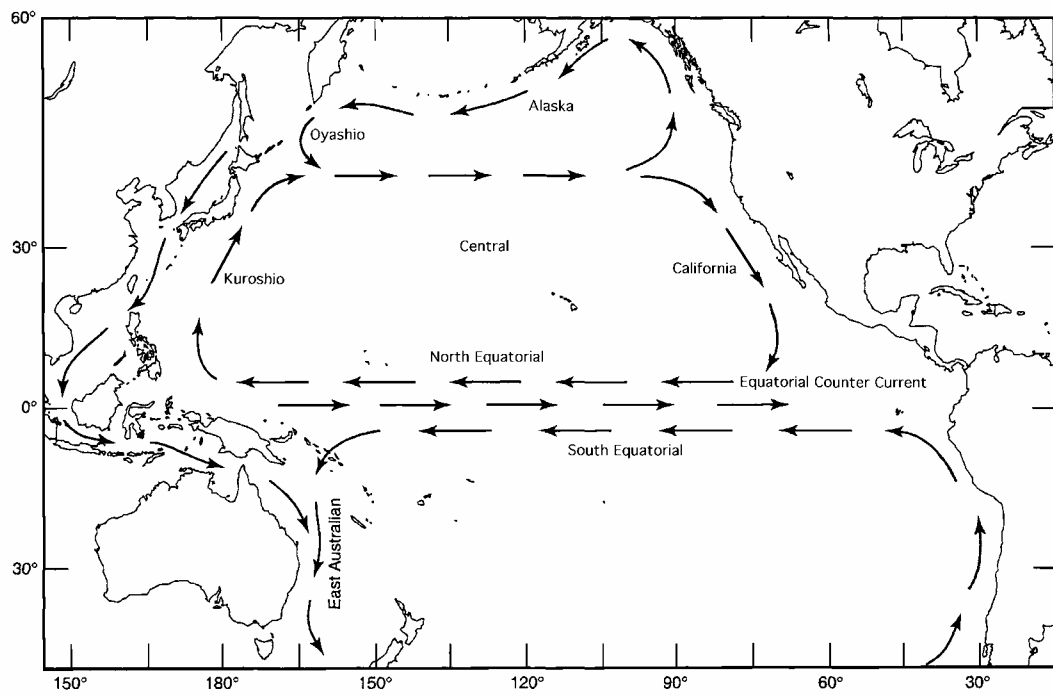 60°
Alaska
Oyashio
30°
Central
California
Kuroshio
North Equatorial
Equatorial Counter Current
0°
South Equatorial
East Australian
30°
150° 180° 150° 120° 90° 60° 30°